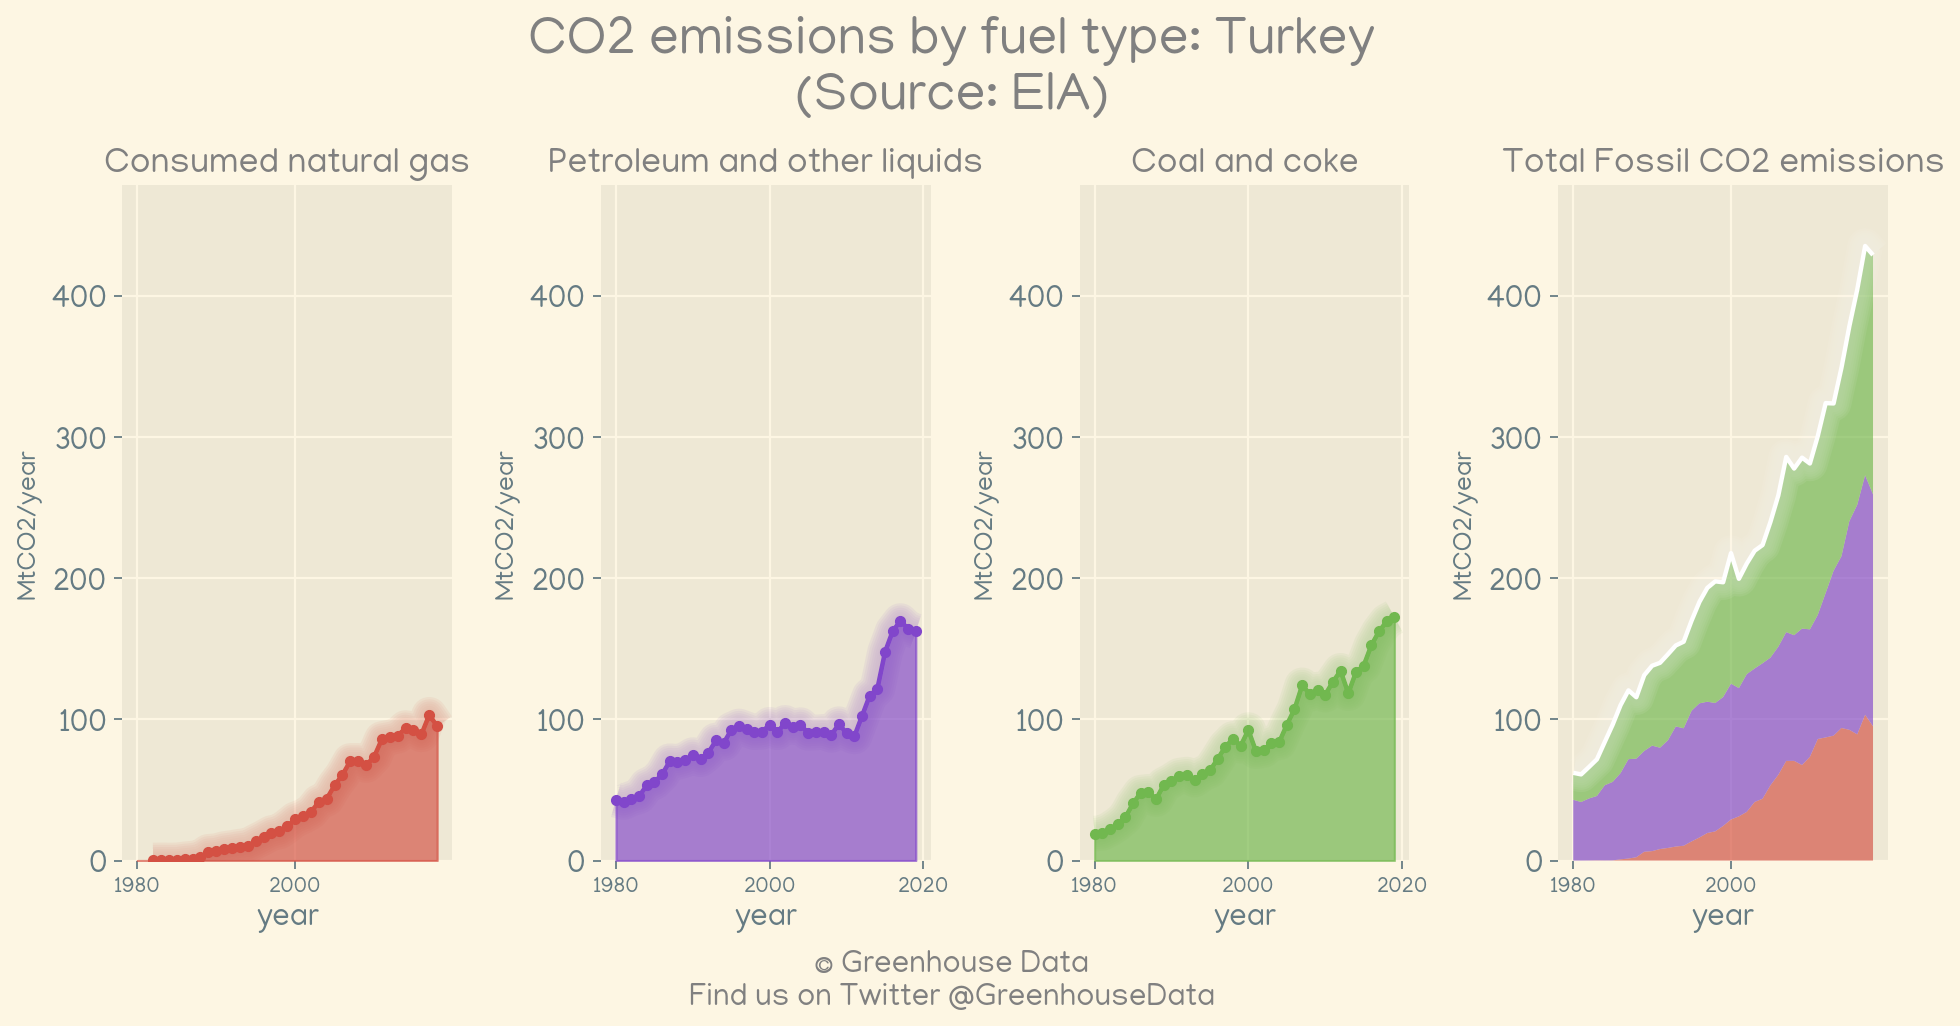 CO2 emissions by fuel type: Turkey
(Source: EIA)
Consumed natural gas
Petroleum and other liquids
Coal and coke
Total Fossil CO2 emissions
MtCO2/year
400
300
200
100
0
1980
2000
year
MtCO2/year
400
300
200
100
0
1980
2000
2020
year
MtCO2/year
400
300
200
100
0
1980
2000
2020
year
MtCO2/year
400
300
200
100
0
1980
2000
year
© Greenhouse Data
Find us on Twitter @GreenhouseData